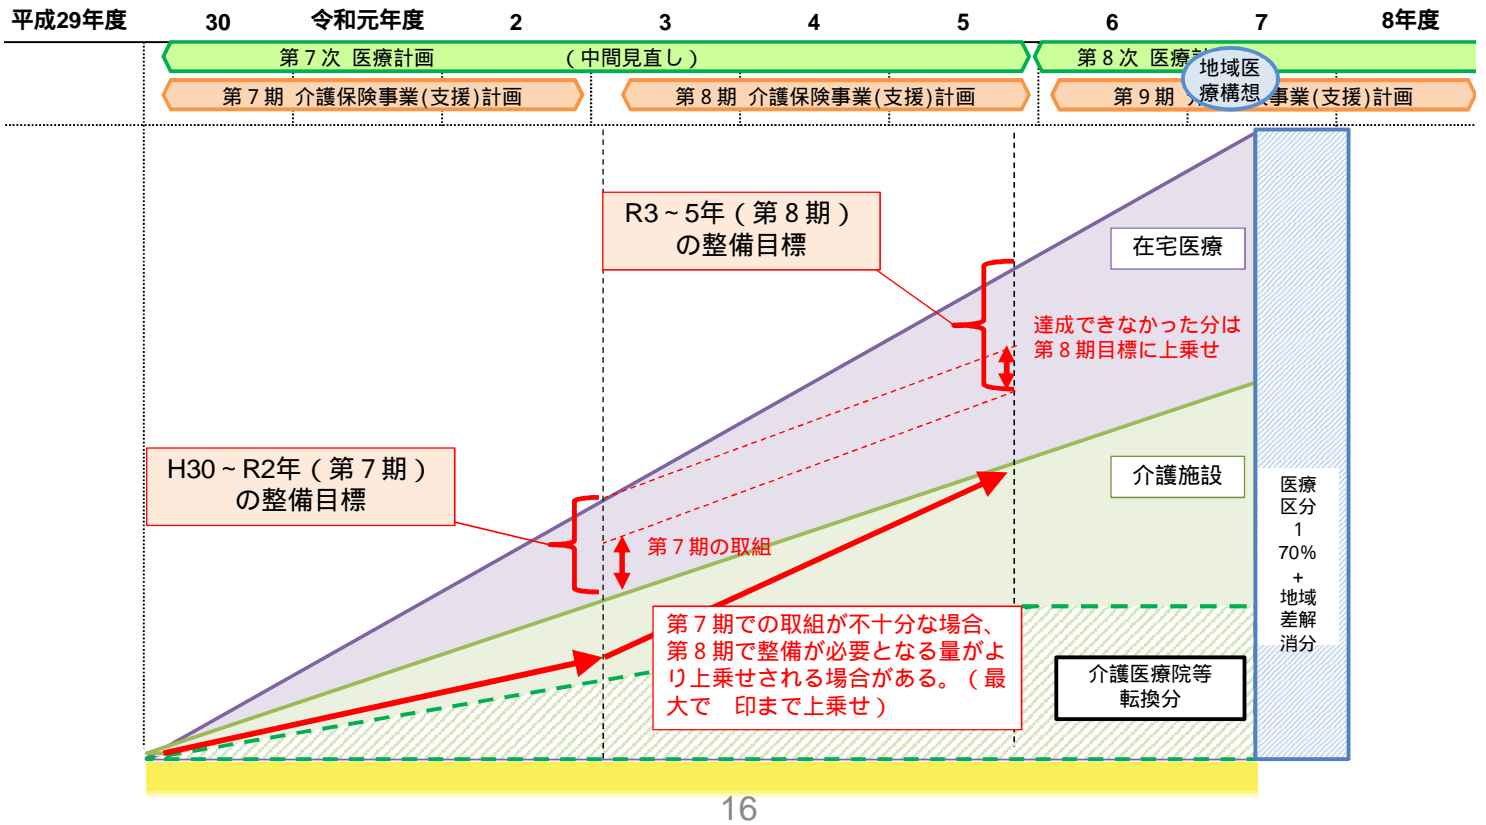 平成29年度 30 令和元年度 2 3 4 5 6 7 8年度
第７次 医療計画 （中間見直し）
第８次 医療計
地域医
療構想
第７期 介護保険事業(支援)計画
第８期 介護保険事業(支援)計画
第９期 事業(支援)計画
R3～5年（第８期）
の整備目標
在宅医療
達成できなかった分は
第８期目標に上乗せ
H30～R2年（第７期）
の整備目標
介護施設
第７期の取組
医療
区分
1
70%
+
地域
差解
消分
第７期での取組が不十分な場合、
第８期で整備が必要となる量がよ
り上乗せされる場合がある。（最
大で　印まで上乗せ）
介護医療院等
転換分
16